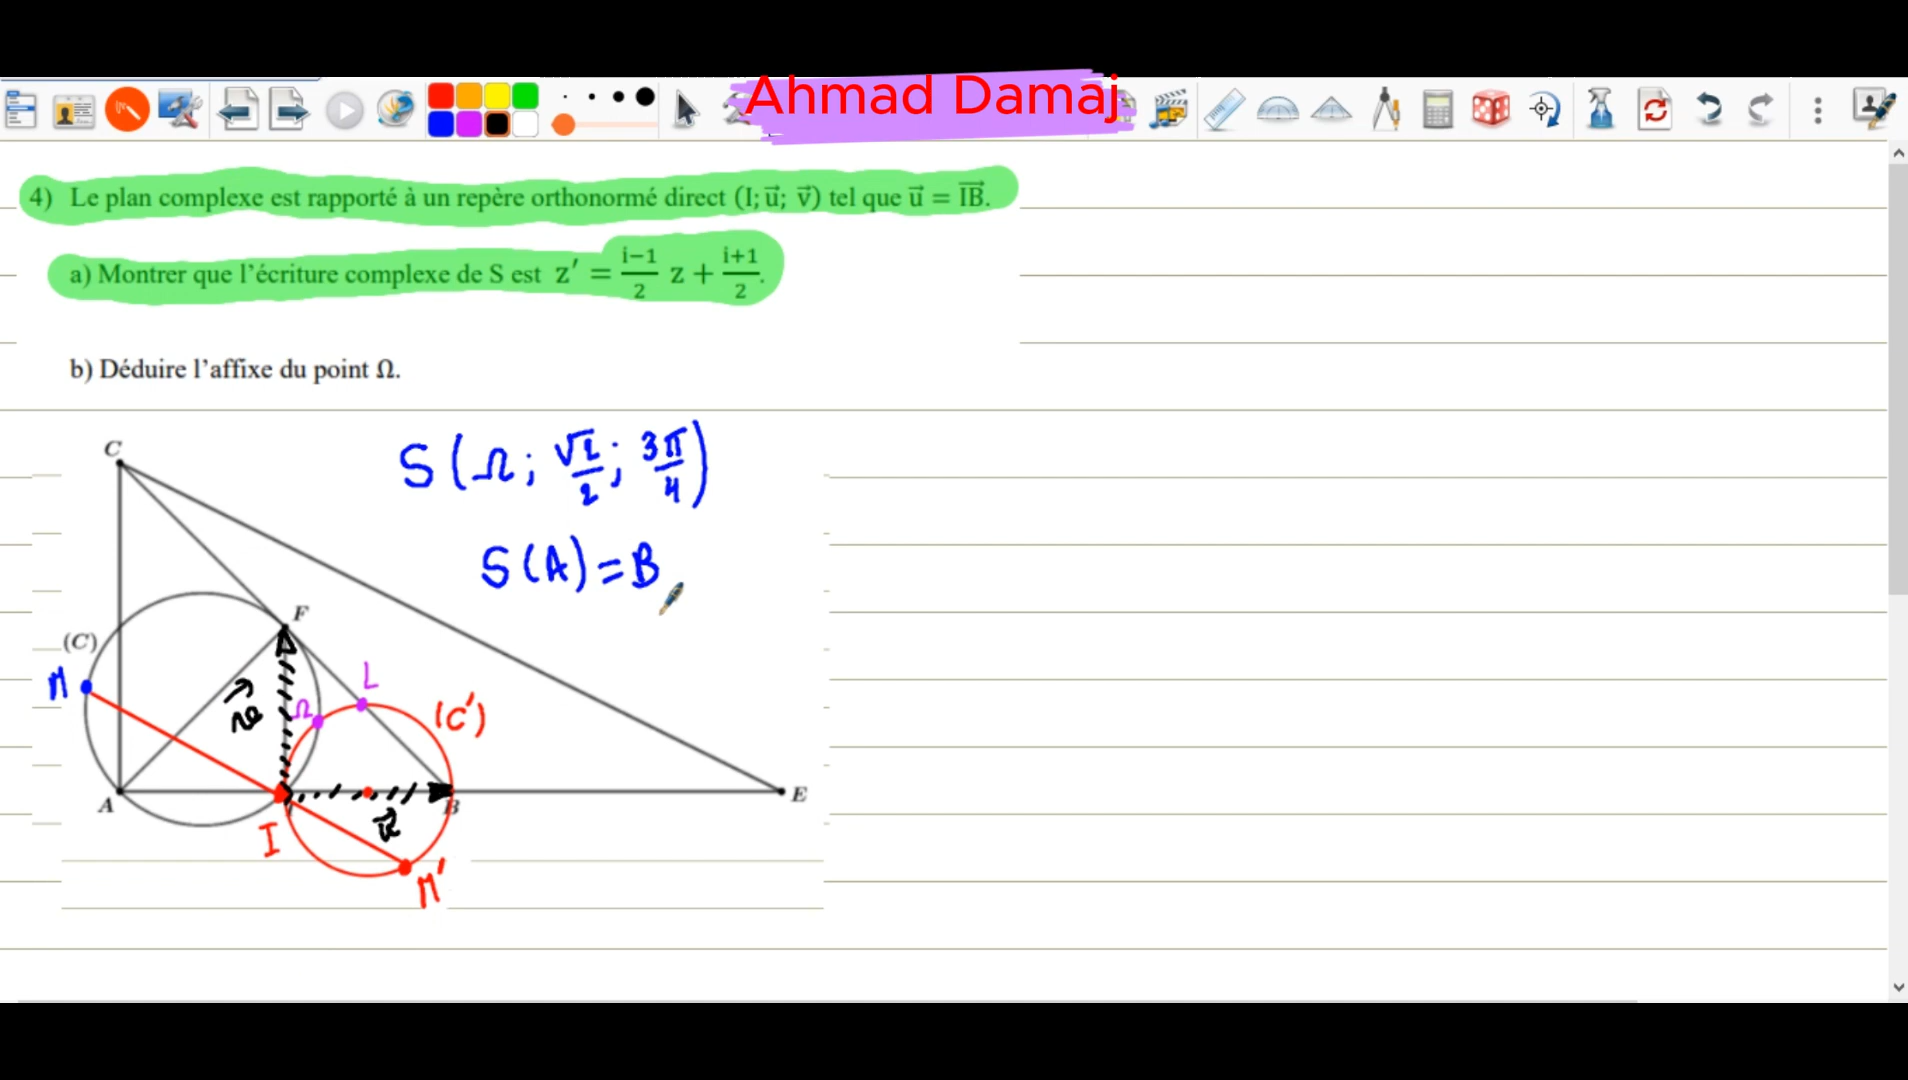 Ahmad Damaj
4) Le plan complexe est rapporté à un repère orthonormé direct (I; u⃗; v⃗) tel que u⃗ = IB⃗.
a) Montrer que l'écriture complexe de S est z′ = (i−1)/2 z + (i+1)/2.
b) Déduire l'affixe du point Ω.
S(Ω; √2/2; 3π/4)
S(A) = B
C
F
(C)
M
L
Ω
v⃗
(C')
A
B
E
I
u⃗
M'